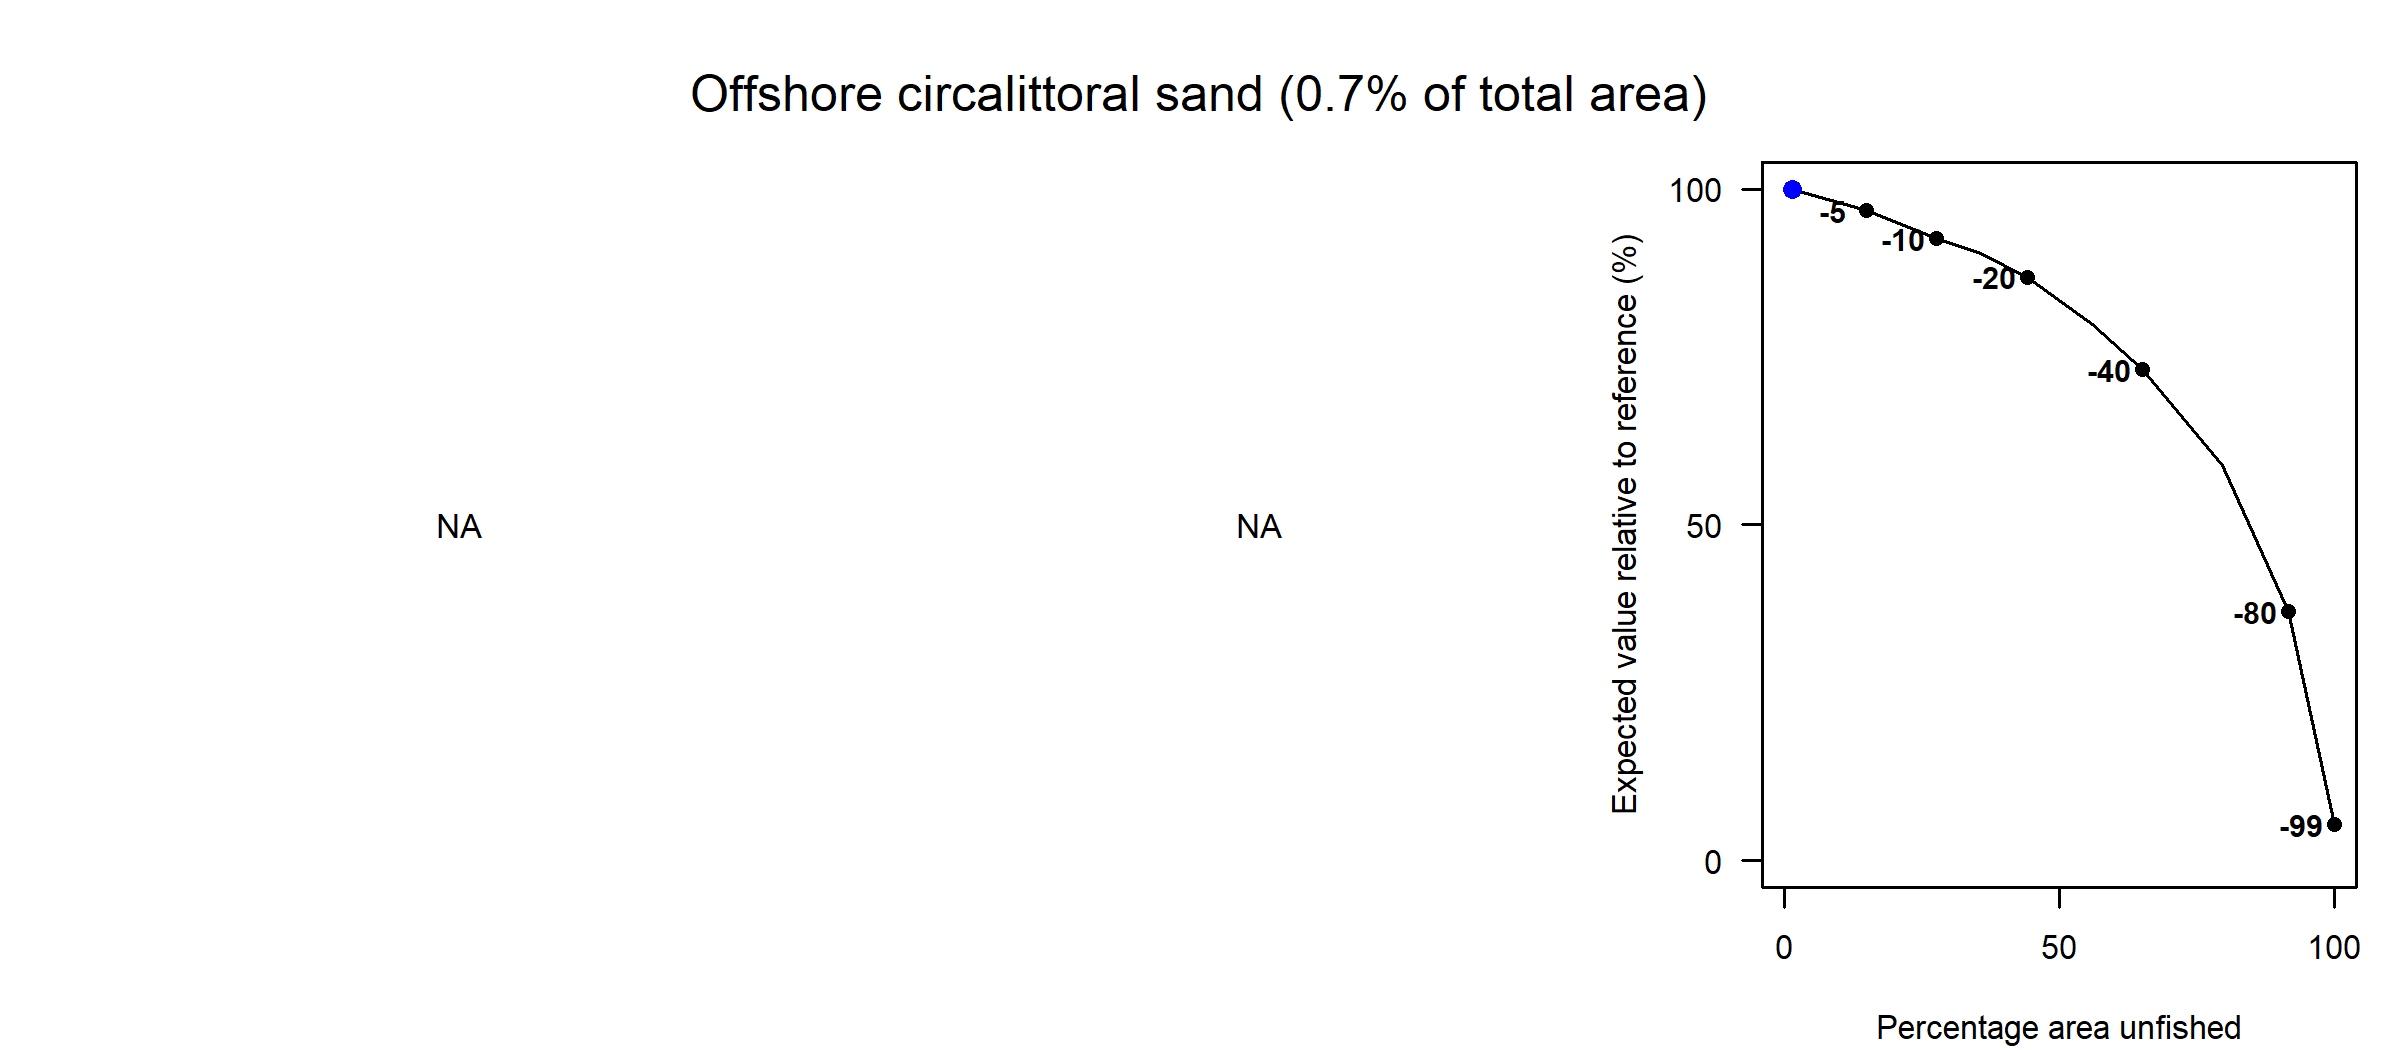 Offshore circalittoral sand (0.7% of total area)
NA
NA
Expected value relative to reference (%)
100
50
0
-5
-10
-20
-40
-80
-99
0
50
100
Percentage area unfished